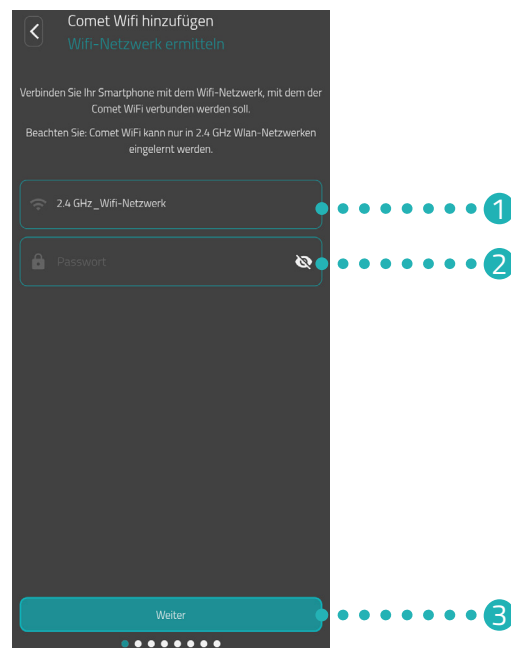 Comet Wifi hinzufügen
Wifi-Netzwerk ermitteln
Verbinden Sie Ihr Smartphone mit dem Wifi-Netzwerk, mit dem der
Comet WiFi verbunden werden soll.
Beachten Sie: Comet WiFi kann nur in 2.4 GHz Wlan-Netzwerken
eingelernt werden.
2.4 GHz_Wifi-Netzwerk
1
Passwort
2
Weiter
3